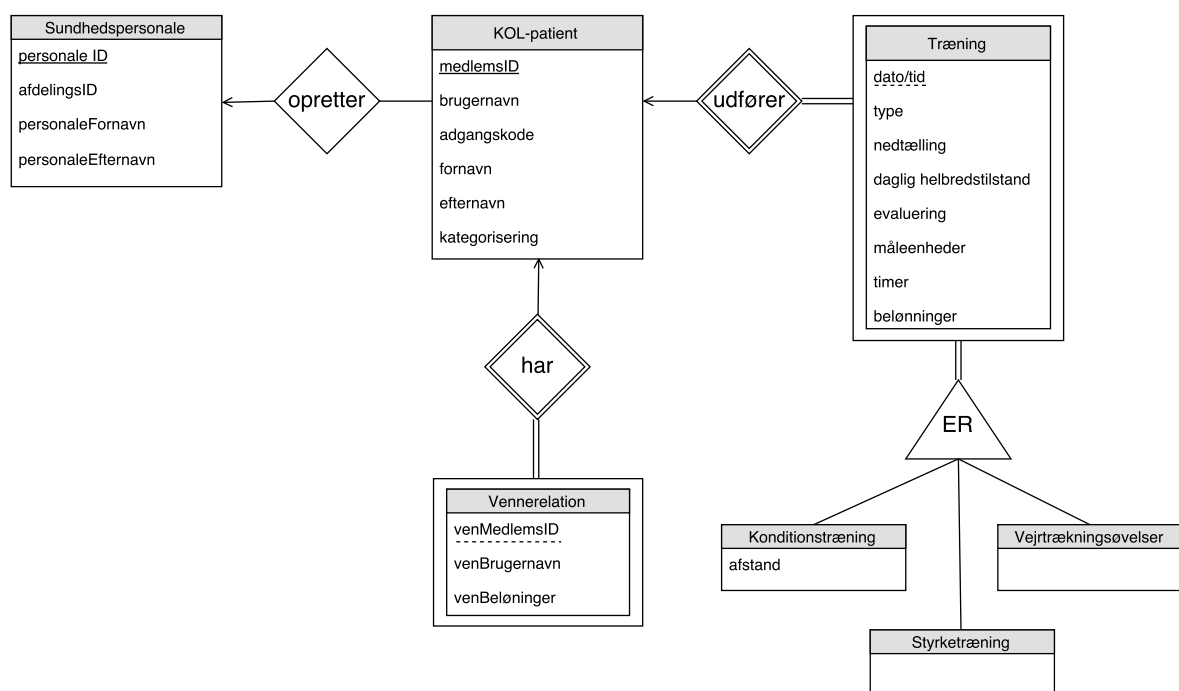 Sundhedspersonale
personale ID
afdelingsID
personaleFornavn
personaleEfternavn
opretter
KOL-patient
medlemsID
brugernavn
adgangskode
fornavn
efternavn
kategorisering
udfører
Træning
dato/tid
type
nedtælling
daglig helbredstilstand
evaluering
måleenheder
timer
belønninger
har
Vennerelation
venMedlemsID
venBrugernavn
venBeløninger
ER
Konditionstræning
afstand
Vejrtrækningsøvelser
Styrketræning